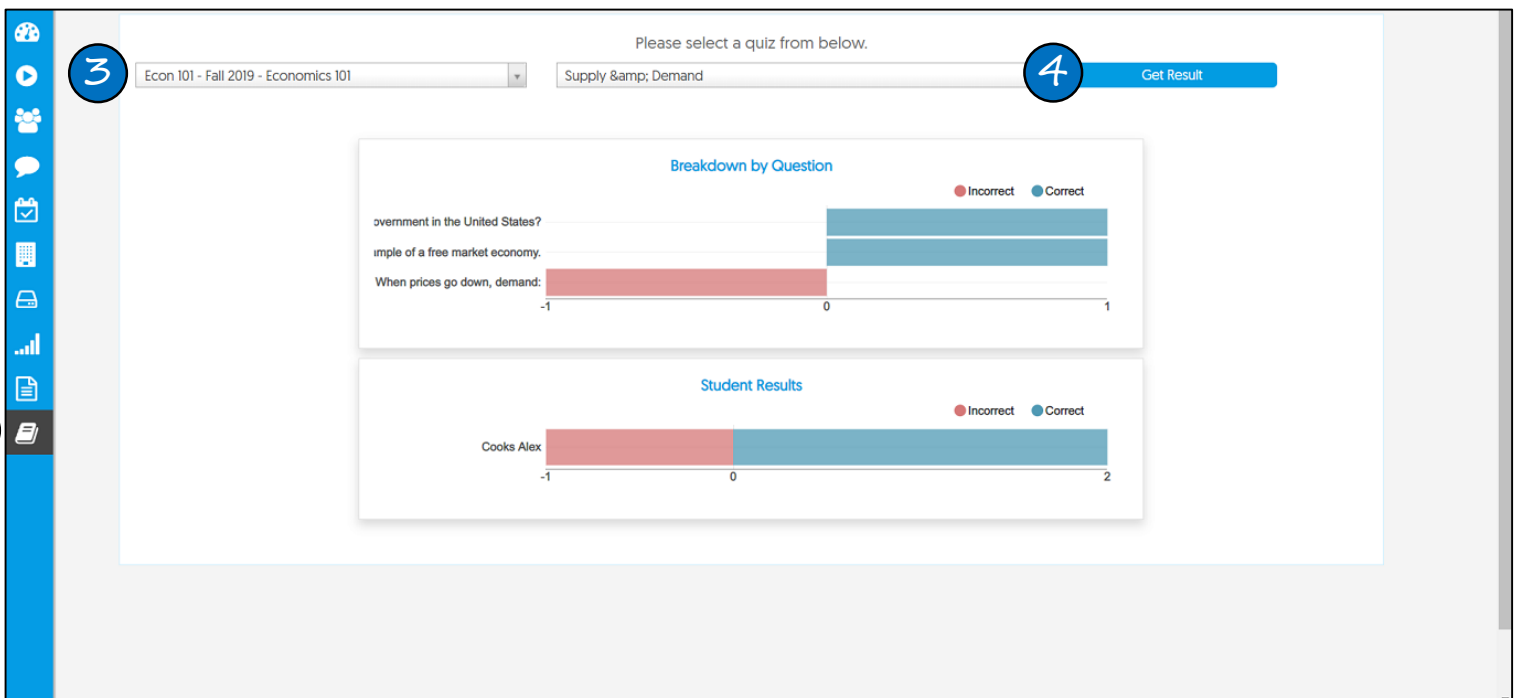 Please select a quiz from below.
3 Econ 101 - Fall 2019 - Economics 101 Supply &amp; Demand 4 Get Result
Breakdown by Question
Incorrect Correct
overnment in the United States?
mple of a free market economy.
When prices go down, demand:
-1 0 1
Student Results
Incorrect Correct
Cooks Alex
-1 0 2